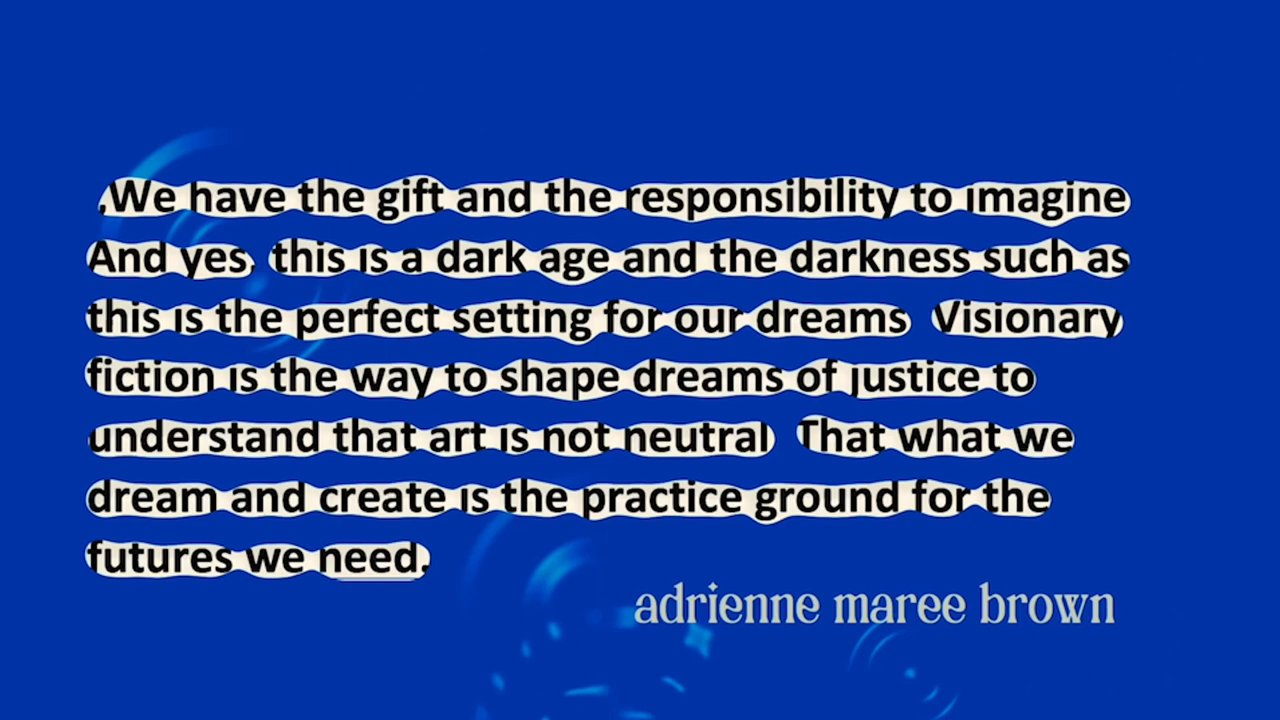 ,We have the gift and the responsibility to imagine
And yes, this is a dark age and the darkness such as
this is the perfect setting for our dreams Visionary
fiction is the way to shape dreams of justice to
understand that art is not neutral That what we
dream and create is the practice ground for the
futures we need.
adrienne maree brown